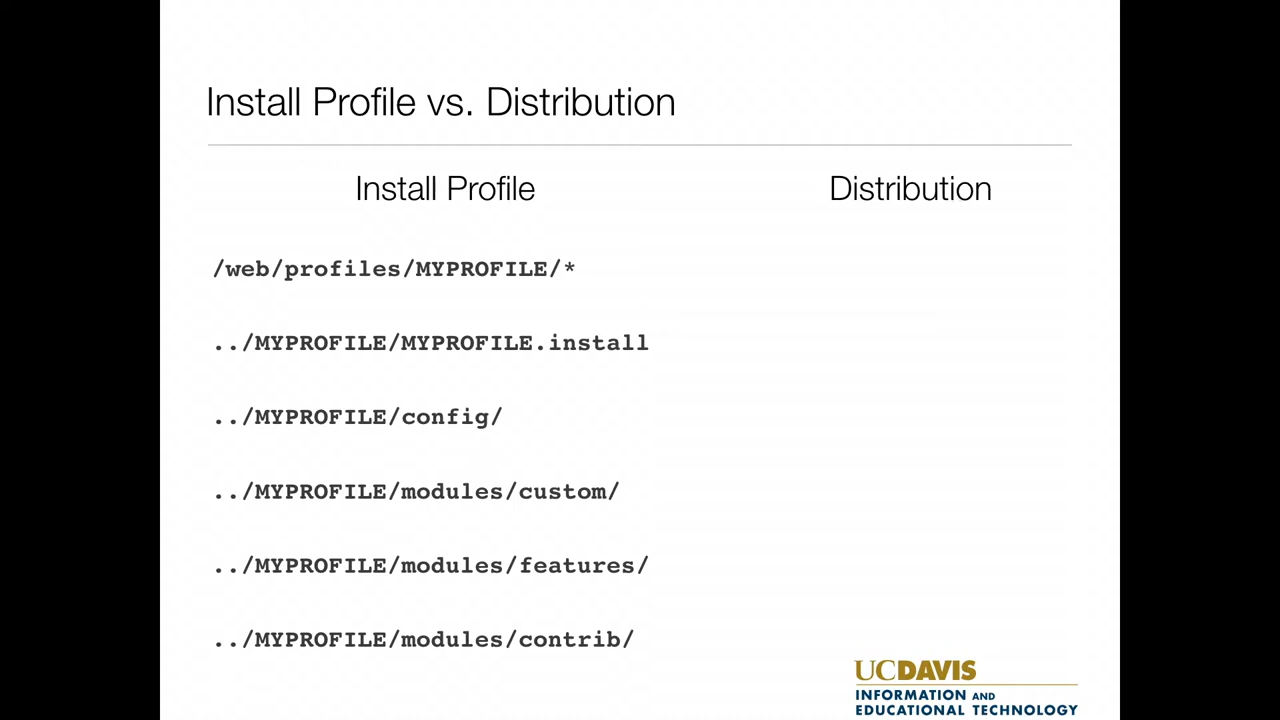 Install Profile vs. Distribution
Install Profile
Distribution
/web/profiles/MYPROFILE/*
../MYPROFILE/MYPROFILE.install
../MYPROFILE/config/
../MYPROFILE/modules/custom/
../MYPROFILE/modules/features/
../MYPROFILE/modules/contrib/
UCDAVIS
INFORMATION AND
EDUCATIONAL TECHNOLOGY